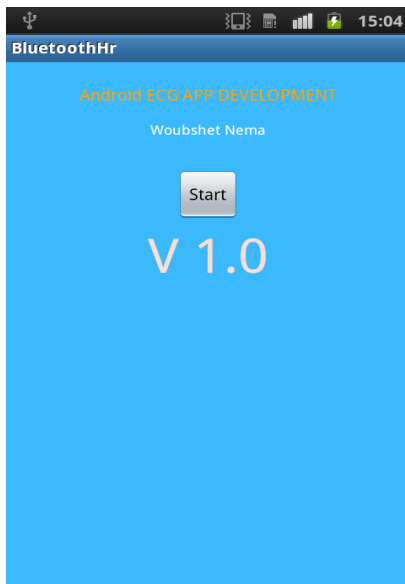 15:04
BluetoothHr
Android ECG APP DEVELOPMENT
Woubshet Nema
Start
V 1.0